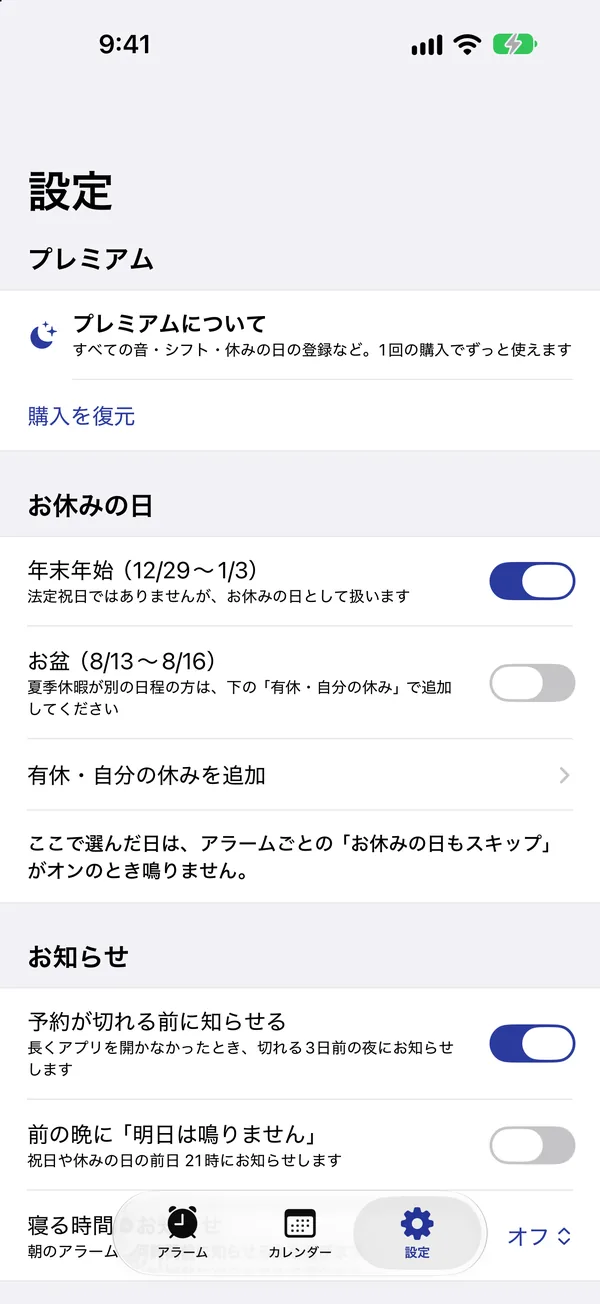 9:41
設定
プレミアム
プレミアムについて
すべての音・シフト・休みの日の登録など。1回の購入でずっと使えます
購入を復元
お休みの日
年末年始（12/29〜1/3）
法定祝日ではありませんが、お休みの日として扱います
お盆（8/13〜8/16）
夏季休暇が別の日程の方は、下の「有休・自分の休み」で追加
してください
有休・自分の休みを追加
ここで選んだ日は、アラームごとの「お休みの日もスキップ」
がオンのとき鳴りません。
お知らせ
予約が切れる前に知らせる
長くアプリを開かなかったとき、切れる3日前の夜にお知らせ
します
前の晩に「明日は鳴りません」
祝日や休みの日の前日 21時にお知らせします
寝る時間のお知らせ
朝のアラーム
オフ
アラーム
カレンダー
設定